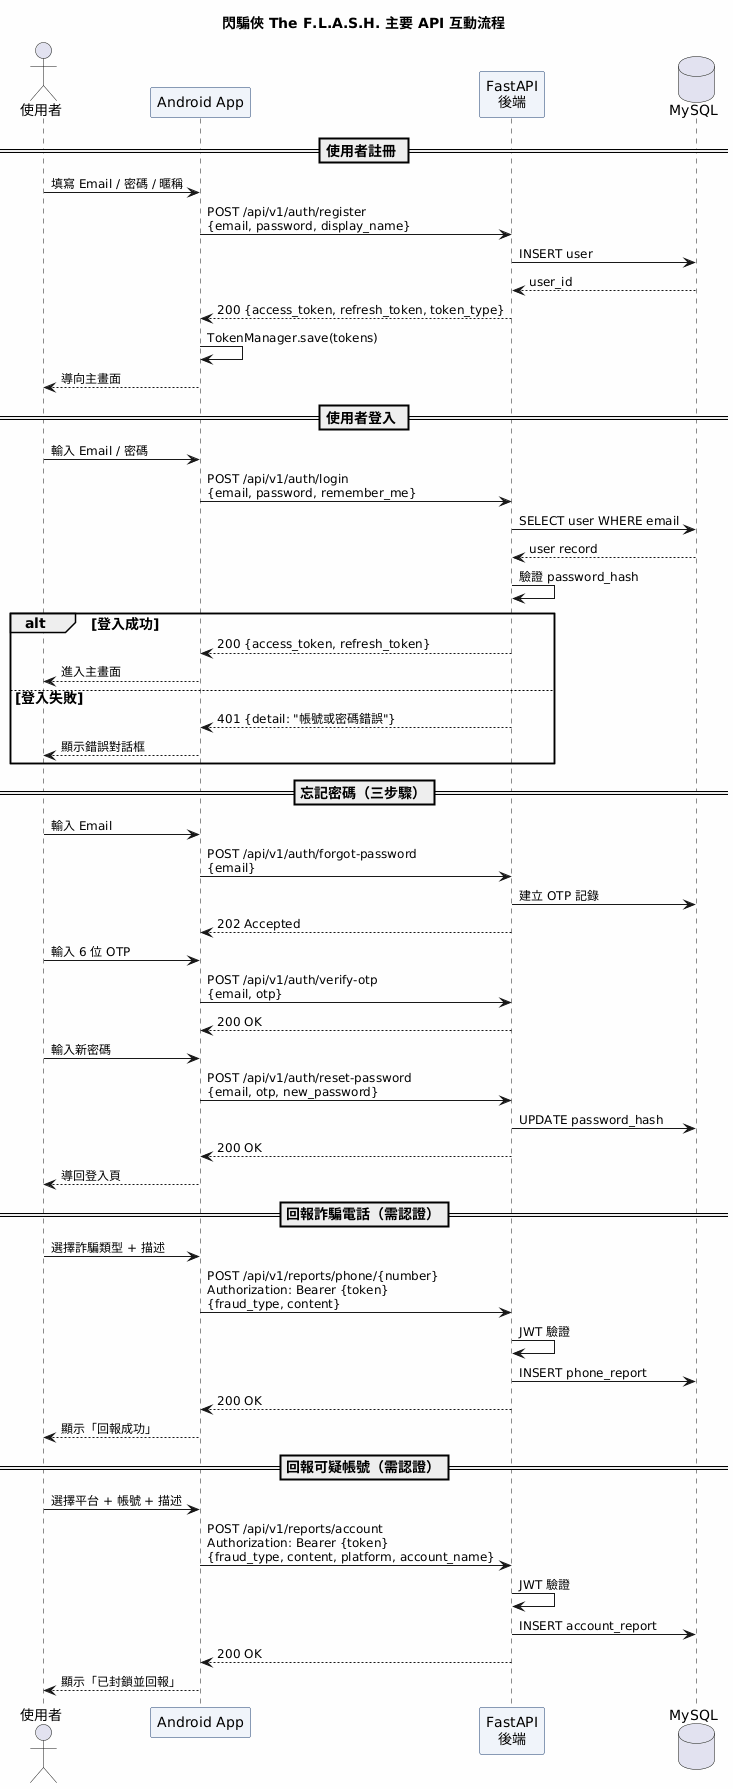 閃騙俠 The F.L.A.S.H. 主要 API 互動流程
使用者
Android App
FastAPI
後端
MySQL
使用者註冊
填寫 Email / 密碼 / 暱稱
POST /api/v1/auth/register
{email, password, display_name}
INSERT user
user_id
200 {access_token, refresh_token, token_type}
TokenManager.save(tokens)
導向主畫面
使用者登入
輸入 Email / 密碼
POST /api/v1/auth/login
{email, password, remember_me}
SELECT user WHERE email
user record
驗證 password_hash
alt [登入成功]
200 {access_token, refresh_token}
進入主畫面
[登入失敗]
401 {detail: "帳號或密碼錯誤"}
顯示錯誤對話框
忘記密碼（三步驟）
輸入 Email
POST /api/v1/auth/forgot-password
{email}
建立 OTP 記錄
202 Accepted
輸入 6 位 OTP
POST /api/v1/auth/verify-otp
{email, otp}
200 OK
輸入新密碼
POST /api/v1/auth/reset-password
{email, otp, new_password}
UPDATE password_hash
200 OK
導回登入頁
回報詐騙電話（需認證）
選擇詐騙類型 + 描述
POST /api/v1/reports/phone/{number}
Authorization: Bearer {token}
{fraud_type, content}
JWT 驗證
INSERT phone_report
200 OK
顯示「回報成功」
回報可疑帳號（需認證）
選擇平台 + 帳號 + 描述
POST /api/v1/reports/account
Authorization: Bearer {token}
{fraud_type, content, platform, account_name}
JWT 驗證
INSERT account_report
200 OK
顯示「已封鎖並回報」
使用者
Android App
FastAPI
後端
MySQL